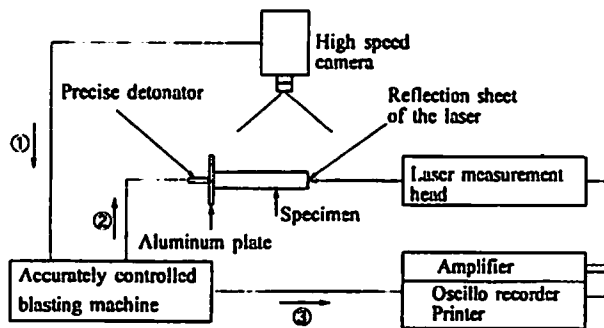 High speed
camera
Precise detonator
Reflection sheet
of the laser
①
Laser measurement
head
②
Specimen
Aluminum plate
Accurately controlled
blasting machine
Amplifier
Oscillo recorder
Printer
③